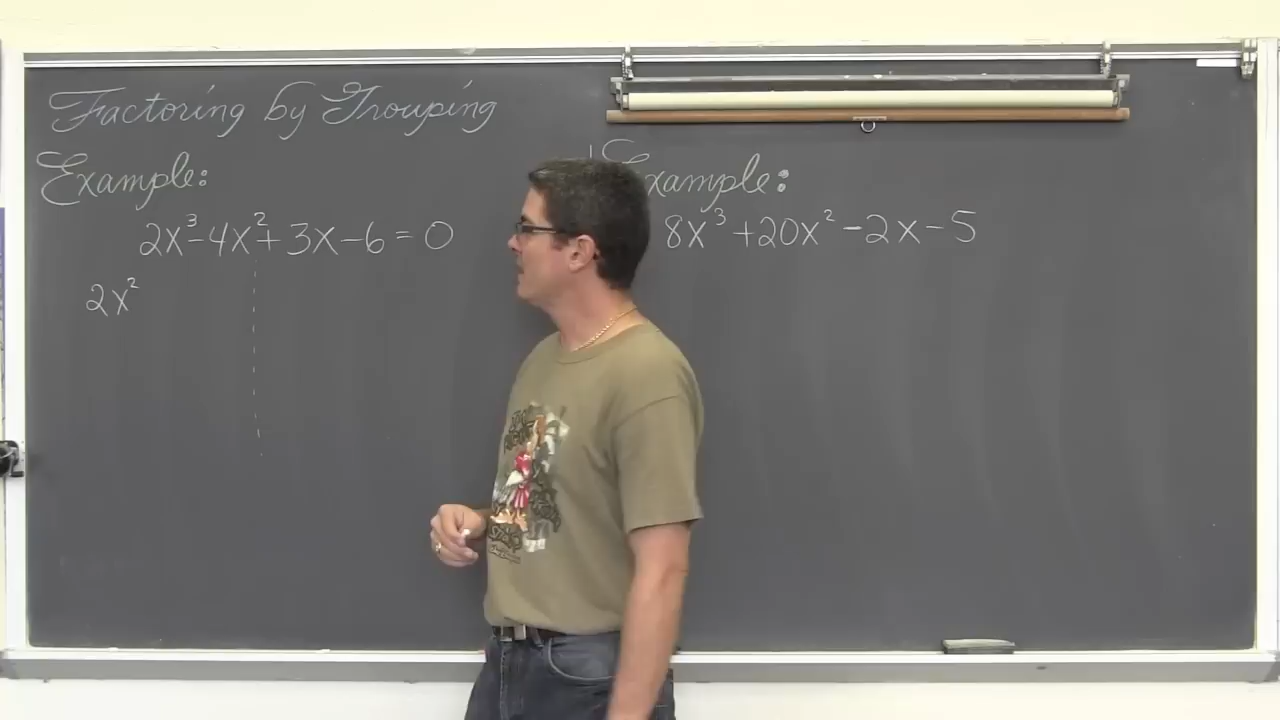 Factoring by Grouping
Example:
2x³-4x²+3x-6=0
2x²
Example:
8x³+20x²-2x-5